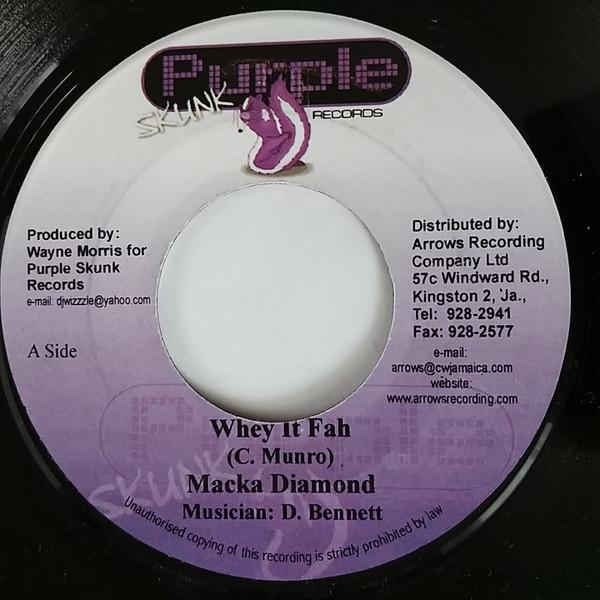 Purple
SKUNK
RECORDS
Produced by:
Wayne Morris for
Purple Skunk
Records
e-mail: djwizzzle@yahoo.com
A Side
Distributed by:
Arrows Recording
Company Ltd
57c Windward Rd.,
Kingston 2, Ja.,
Tel: 928-2941
Fax: 928-2577
e-mail:
arrows@cwjamaica.com
website:
www.arrowsrecording.com
Purple
SKUNK
Whey It Fah
(C. Munro)
Macka Diamond
Musician: D. Bennett
Unauthorised copying of this recording is strictly prohibited by law